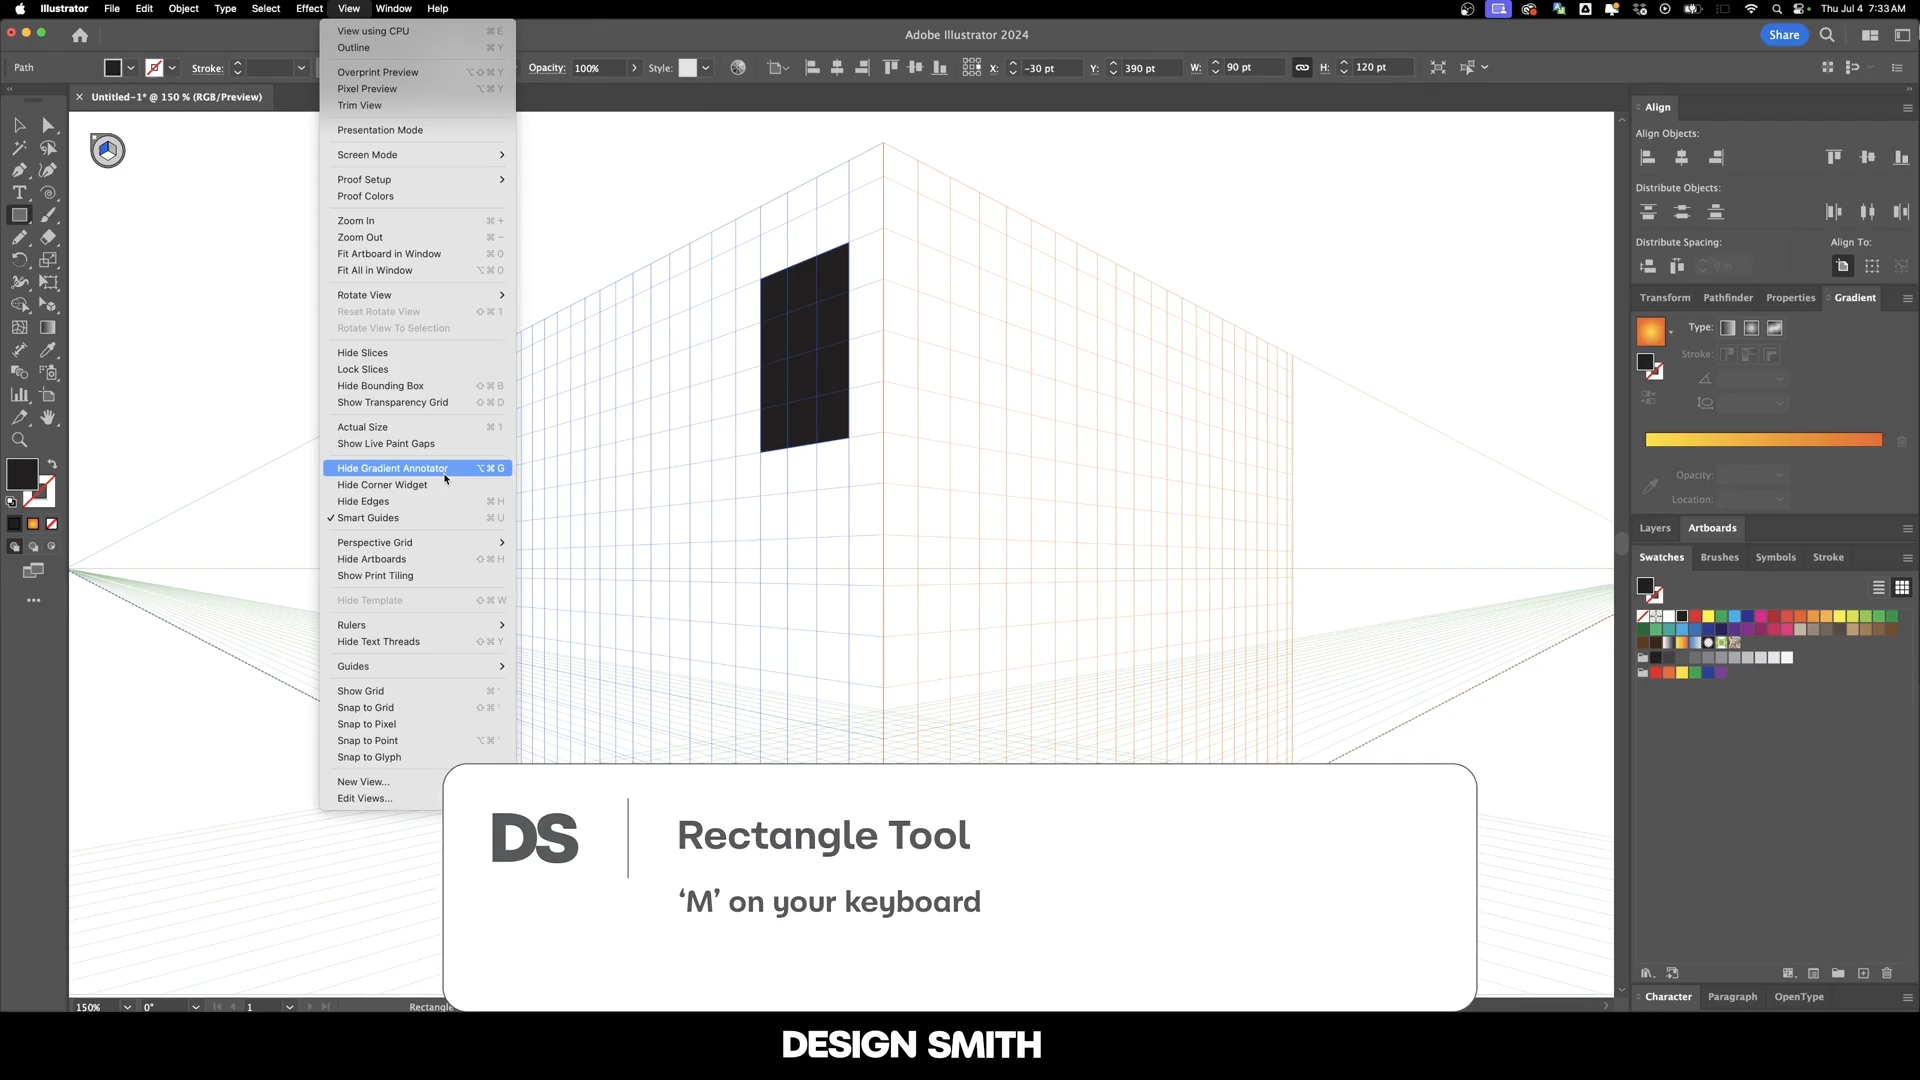 Illustrator File Edit Object Type Select Effect View Window Help
Thu Jul 4 7:33 AM
Adobe Illustrator 2024
Share
Path
Stroke:
Opacity: 100%
Style:
X: -30 pt
Y: 390 pt
W: 90 pt
H: 120 pt
Untitled-1* @ 150 % (RGB/Preview)
View using CPU ⌘ E
Outline ⌘ Y
Overprint Preview ⌥⇧⌘ Y
Pixel Preview ⌥⌘ Y
Trim View
Presentation Mode
Screen Mode
Proof Setup
Proof Colors
Zoom In ⌘ +
Zoom Out ⌘ −
Fit Artboard in Window ⌘ 0
Fit All in Window ⌥⌘ 0
Rotate View
Reset Rotate View ⇧⌘ 1
Rotate View To Selection
Hide Slices
Lock Slices
Hide Bounding Box ⇧⌘ B
Show Transparency Grid ⇧⌘ D
Actual Size ⌘ 1
Show Live Paint Gaps
Hide Gradient Annotator ⌥⌘ G
Hide Corner Widget
Hide Edges ⌘ H
✓ Smart Guides ⌘ U
Perspective Grid
Hide Artboards ⇧⌘ H
Show Print Tiling
Hide Template ⇧⌘ W
Rulers
Hide Text Threads ⇧⌘ Y
Guides
Show Grid ⌘ '
Snap to Grid ⇧⌘ '
Snap to Pixel
Snap to Point ⌥⌘ '
Snap to Glyph
New View...
Edit Views...
Align
Align Objects:
Distribute Objects:
Distribute Spacing:
Align To:
Transform Pathfinder Properties Gradient
Type:
Stroke:
Opacity:
Location:
Layers Artboards
Swatches Brushes Symbols Stroke
Character Paragraph OpenType
150% 0° 1 Rectangle
DS
Rectangle Tool
‘M’ on your keyboard
DESIGN SMITH